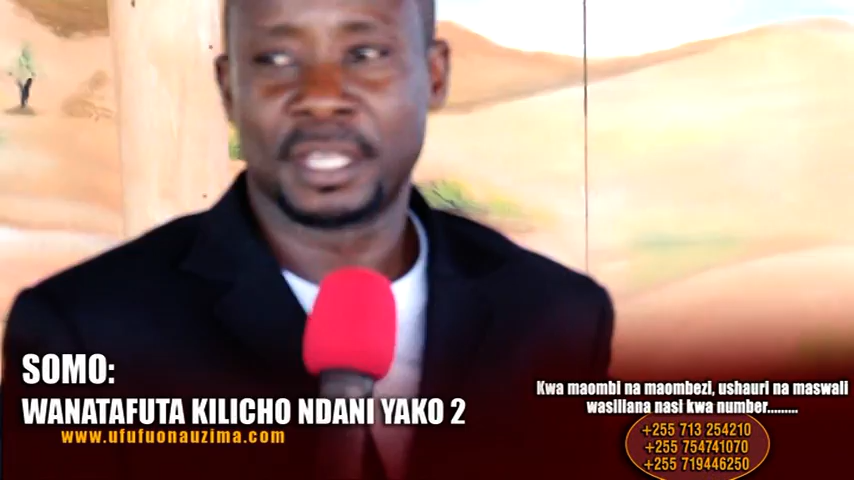 SOMO:
WANATAFUTA KILICHO NDANI YAKO 2
www.ufufuonauzima.com
Kwa maombi na maombezi, ushauri na maswali
wasiliana nasi kwa number.........
+255 713 254210
+255 754741070
+255 719446250